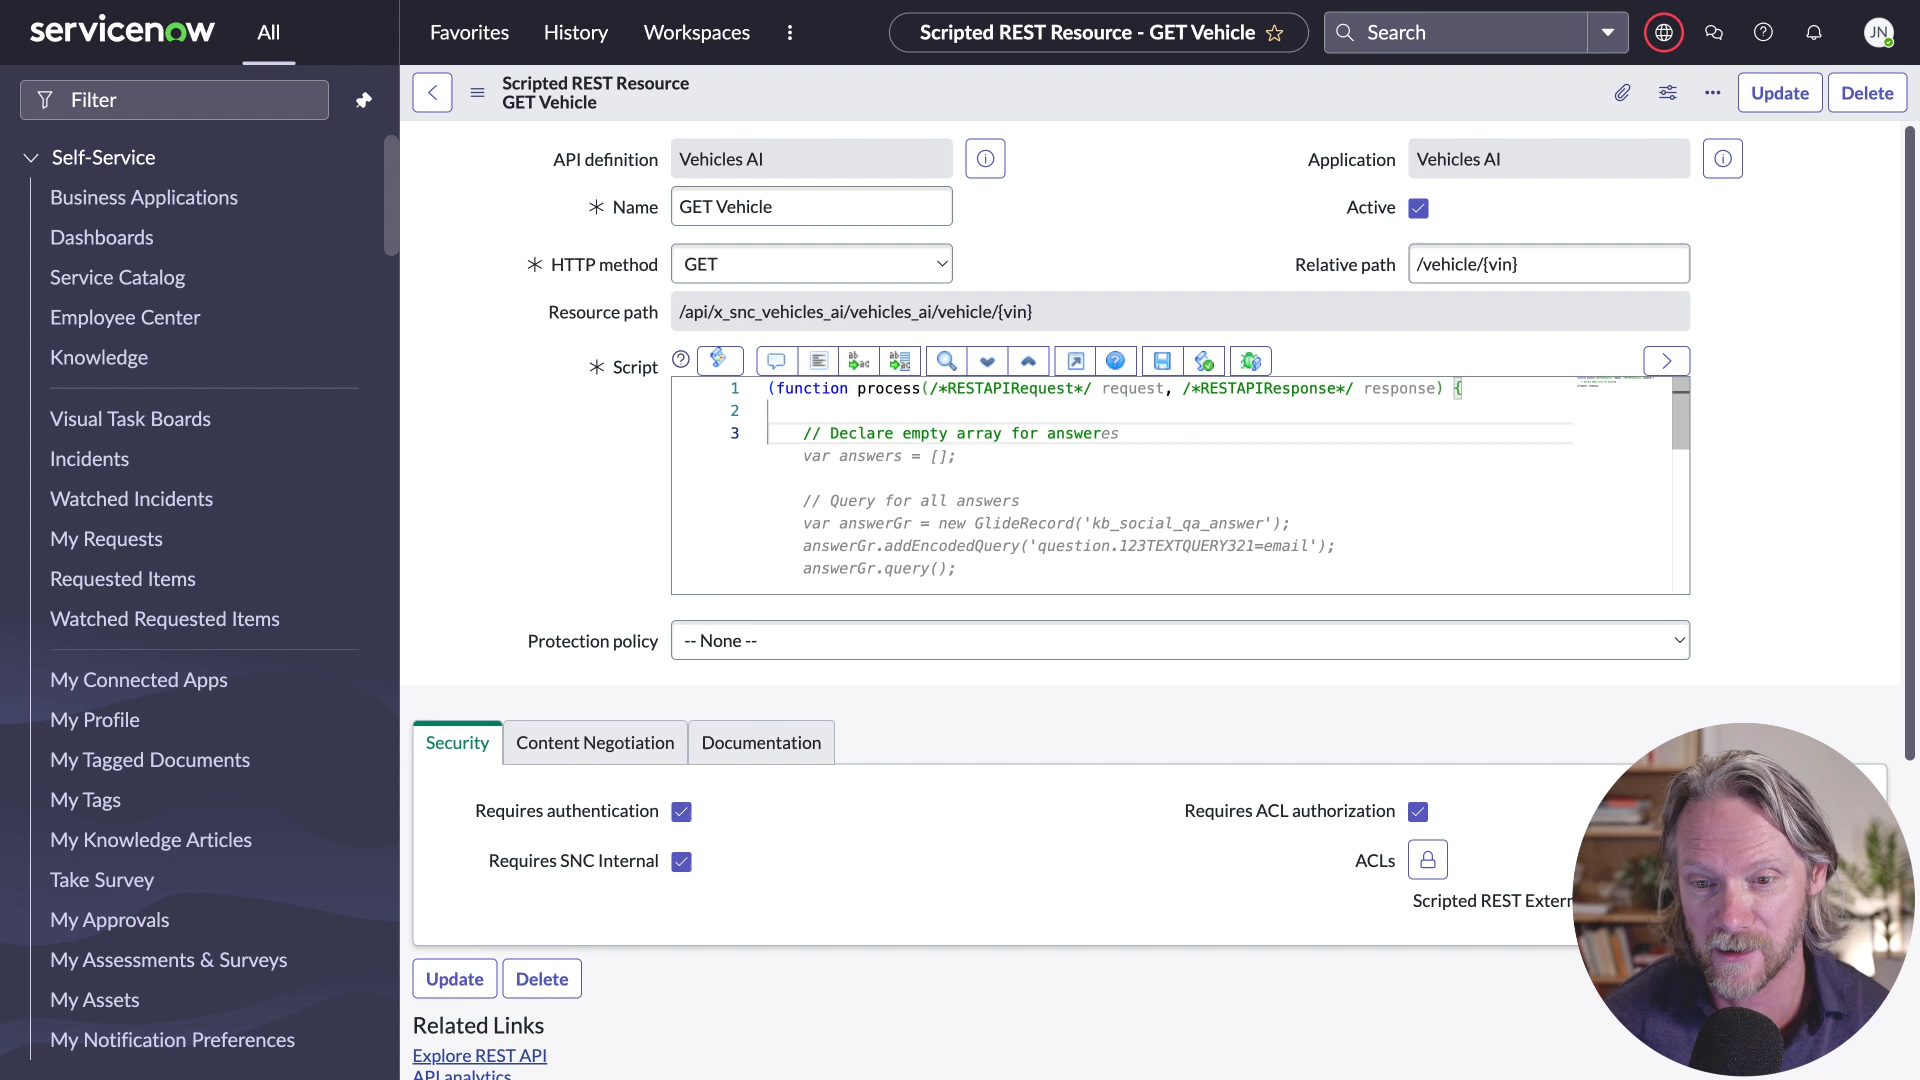 servicenow
All
Favorites
History
Workspaces
Scripted REST Resource - GET Vehicle
Search
JN
Filter
Scripted REST Resource
GET Vehicle
Update
Delete
Self-Service
Business Applications
Dashboards
Service Catalog
Employee Center
Knowledge
Visual Task Boards
Incidents
Watched Incidents
My Requests
Requested Items
Watched Requested Items
My Connected Apps
My Profile
My Tagged Documents
My Tags
My Knowledge Articles
Take Survey
My Approvals
My Assessments & Surveys
My Assets
My Notification Preferences
API definition
Vehicles AI
Application
Vehicles AI
* Name
GET Vehicle
Active
* HTTP method
GET
Relative path
/vehicle/{vin}
Resource path
/api/x_snc_vehicles_ai/vehicles_ai/vehicle/{vin}
* Script
1 (function process(/*RESTAPIRequest*/ request, /*RESTAPIResponse*/ response) {
2
3 // Declare empty array for answeres
var answers = [];
// Query for all answers
var answerGr = new GlideRecord('kb_social_qa_answer');
answerGr.addEncodedQuery('question.123TEXTQUERY321=email');
answerGr.query();
Protection policy
-- None --
Security
Content Negotiation
Documentation
Requires authentication
Requires ACL authorization
Requires SNC Internal
ACLs
Scripted REST Extern
Update
Delete
Related Links
Explore REST API
API analytics